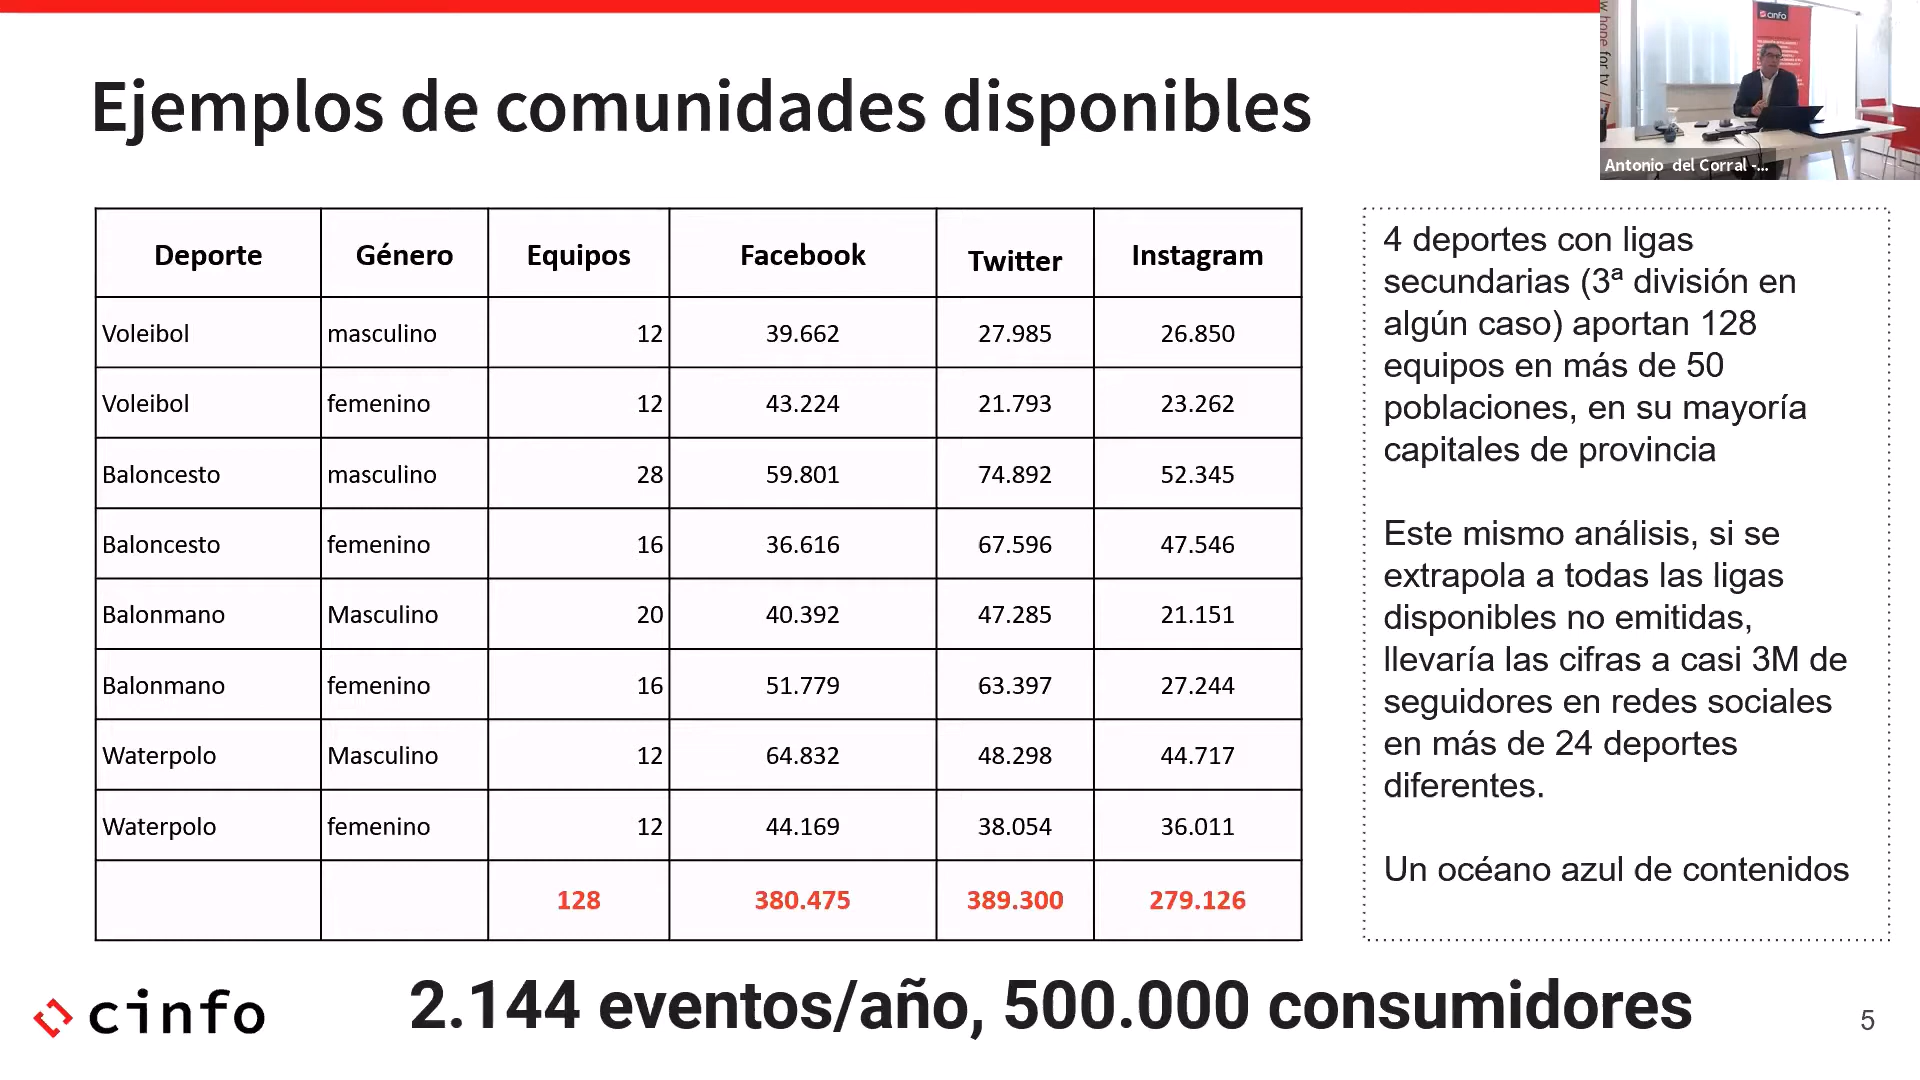 Ejemplos de comunidades disponibles
w hope for tv //
cinfo
Antonio del Corral -...
Deporte Género Equipos Facebook Twitter Instagram
Voleibol masculino 12 39.662 27.985 26.850
Voleibol femenino 12 43.224 21.793 23.262
Baloncesto masculino 28 59.801 74.892 52.345
Baloncesto femenino 16 36.616 67.596 47.546
Balonmano Masculino 20 40.392 47.285 21.151
Balonmano femenino 16 51.779 63.397 27.244
Waterpolo Masculino 12 64.832 48.298 44.717
Waterpolo femenino 12 44.169 38.054 36.011
128 380.475 389.300 279.126
4 deportes con ligas
secundarias (3ª división en
algún caso) aportan 128
equipos en más de 50
poblaciones, en su mayoría
capitales de provincia
Este mismo análisis, si se
extrapola a todas las ligas
disponibles no emitidas,
llevaría las cifras a casi 3M de
seguidores en redes sociales
en más de 24 deportes
diferentes.
Un océano azul de contenidos
cinfo
2.144 eventos/año, 500.000 consumidores
5